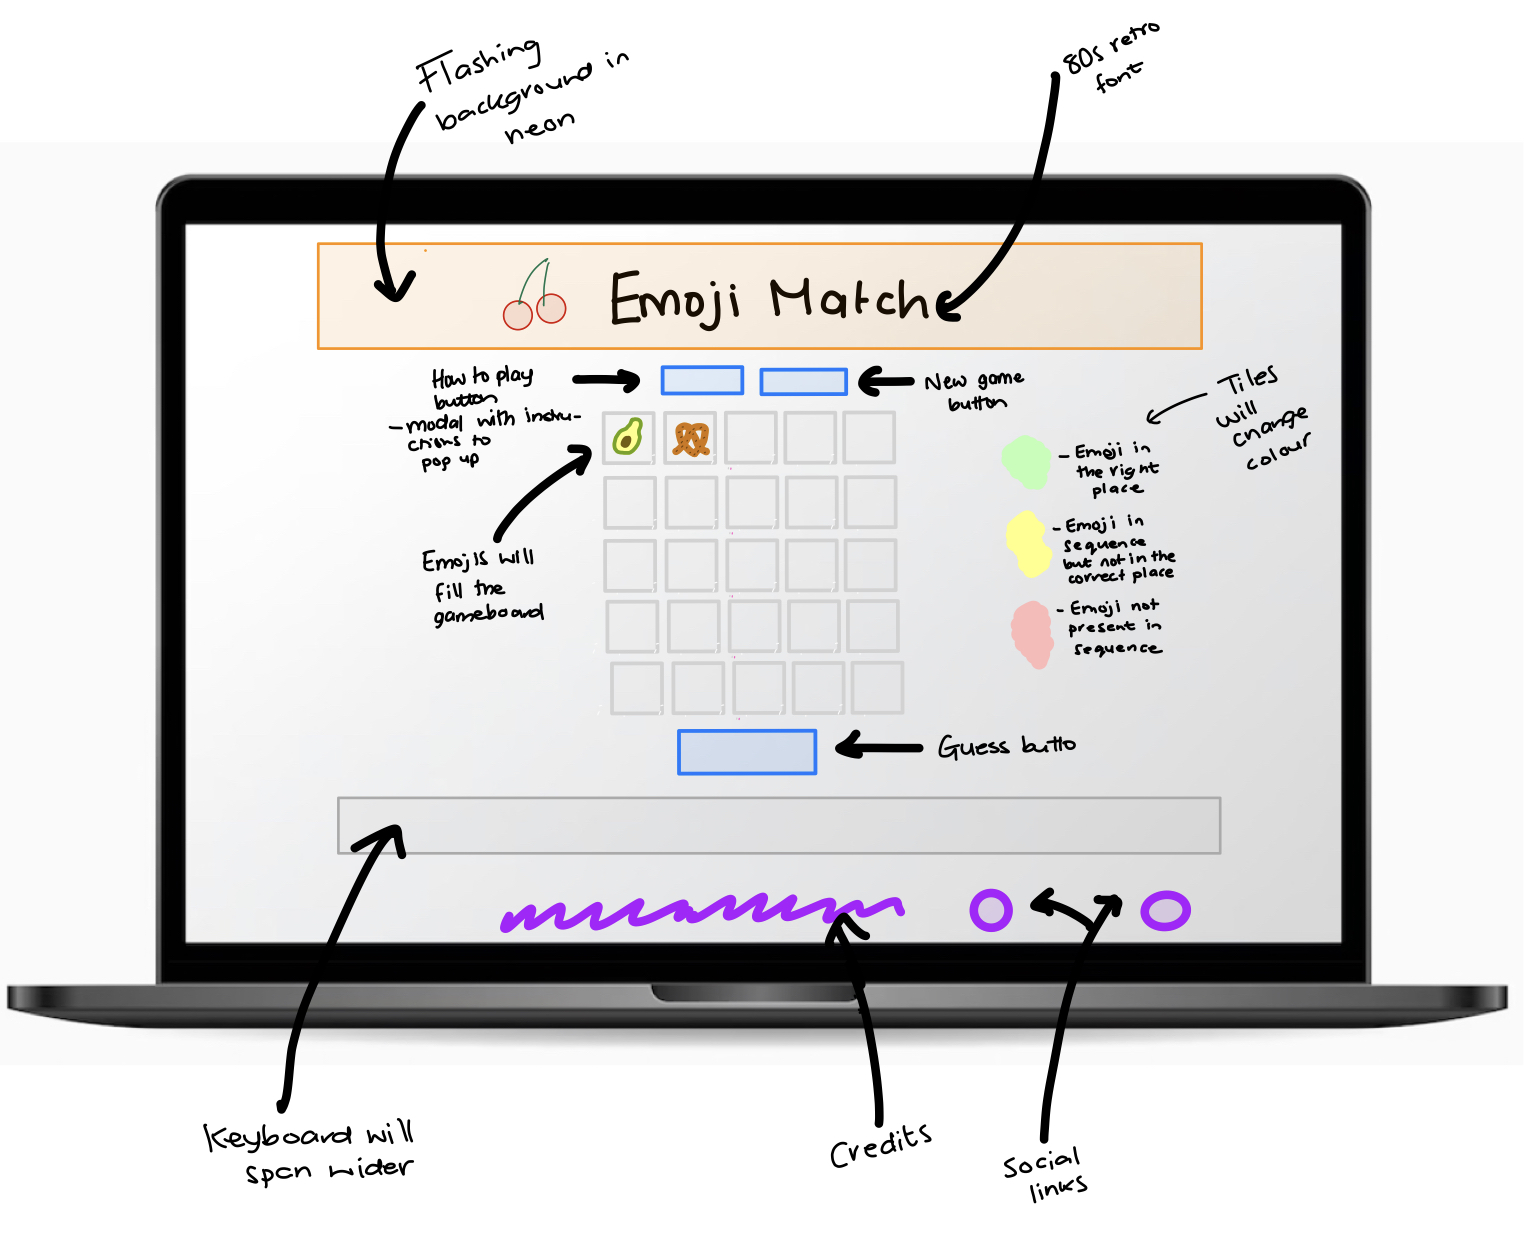 Flashing
background in
neon
80s retro
font
Emoji Match
How to play
button
- modal with instru-
ctions to
pop up
New game
button
Tiles
will
change
colour
- Emoji in
the right
place
- Emoji in
sequence
but not in the
correct place
- Emoji not
present in
sequence
Emojis will
fill the
gameboard
Guess butto
Keyboard will
span wider
Credits
Social
links